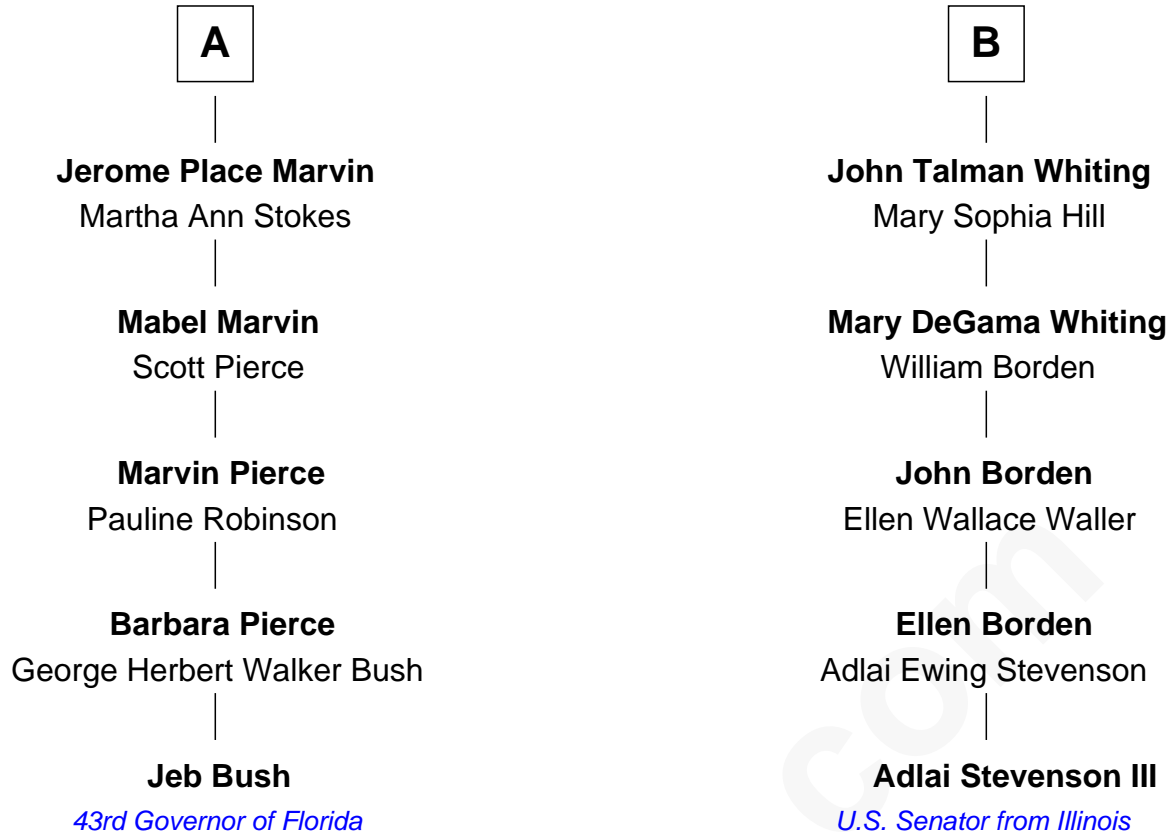 A
Jerome Place Marvin
Martha Ann Stokes
Mabel Marvin
Scott Pierce
Marvin Pierce
Pauline Robinson
Barbara Pierce
George Herbert Walker Bush
Jeb Bush
43rd Governor of Florida
B
John Talman Whiting
Mary Sophia Hill
Mary DeGama Whiting
William Borden
John Borden
Ellen Wallace Waller
Ellen Borden
Adlai Ewing Stevenson
Adlai Stevenson III
U.S. Senator from Illinois
com